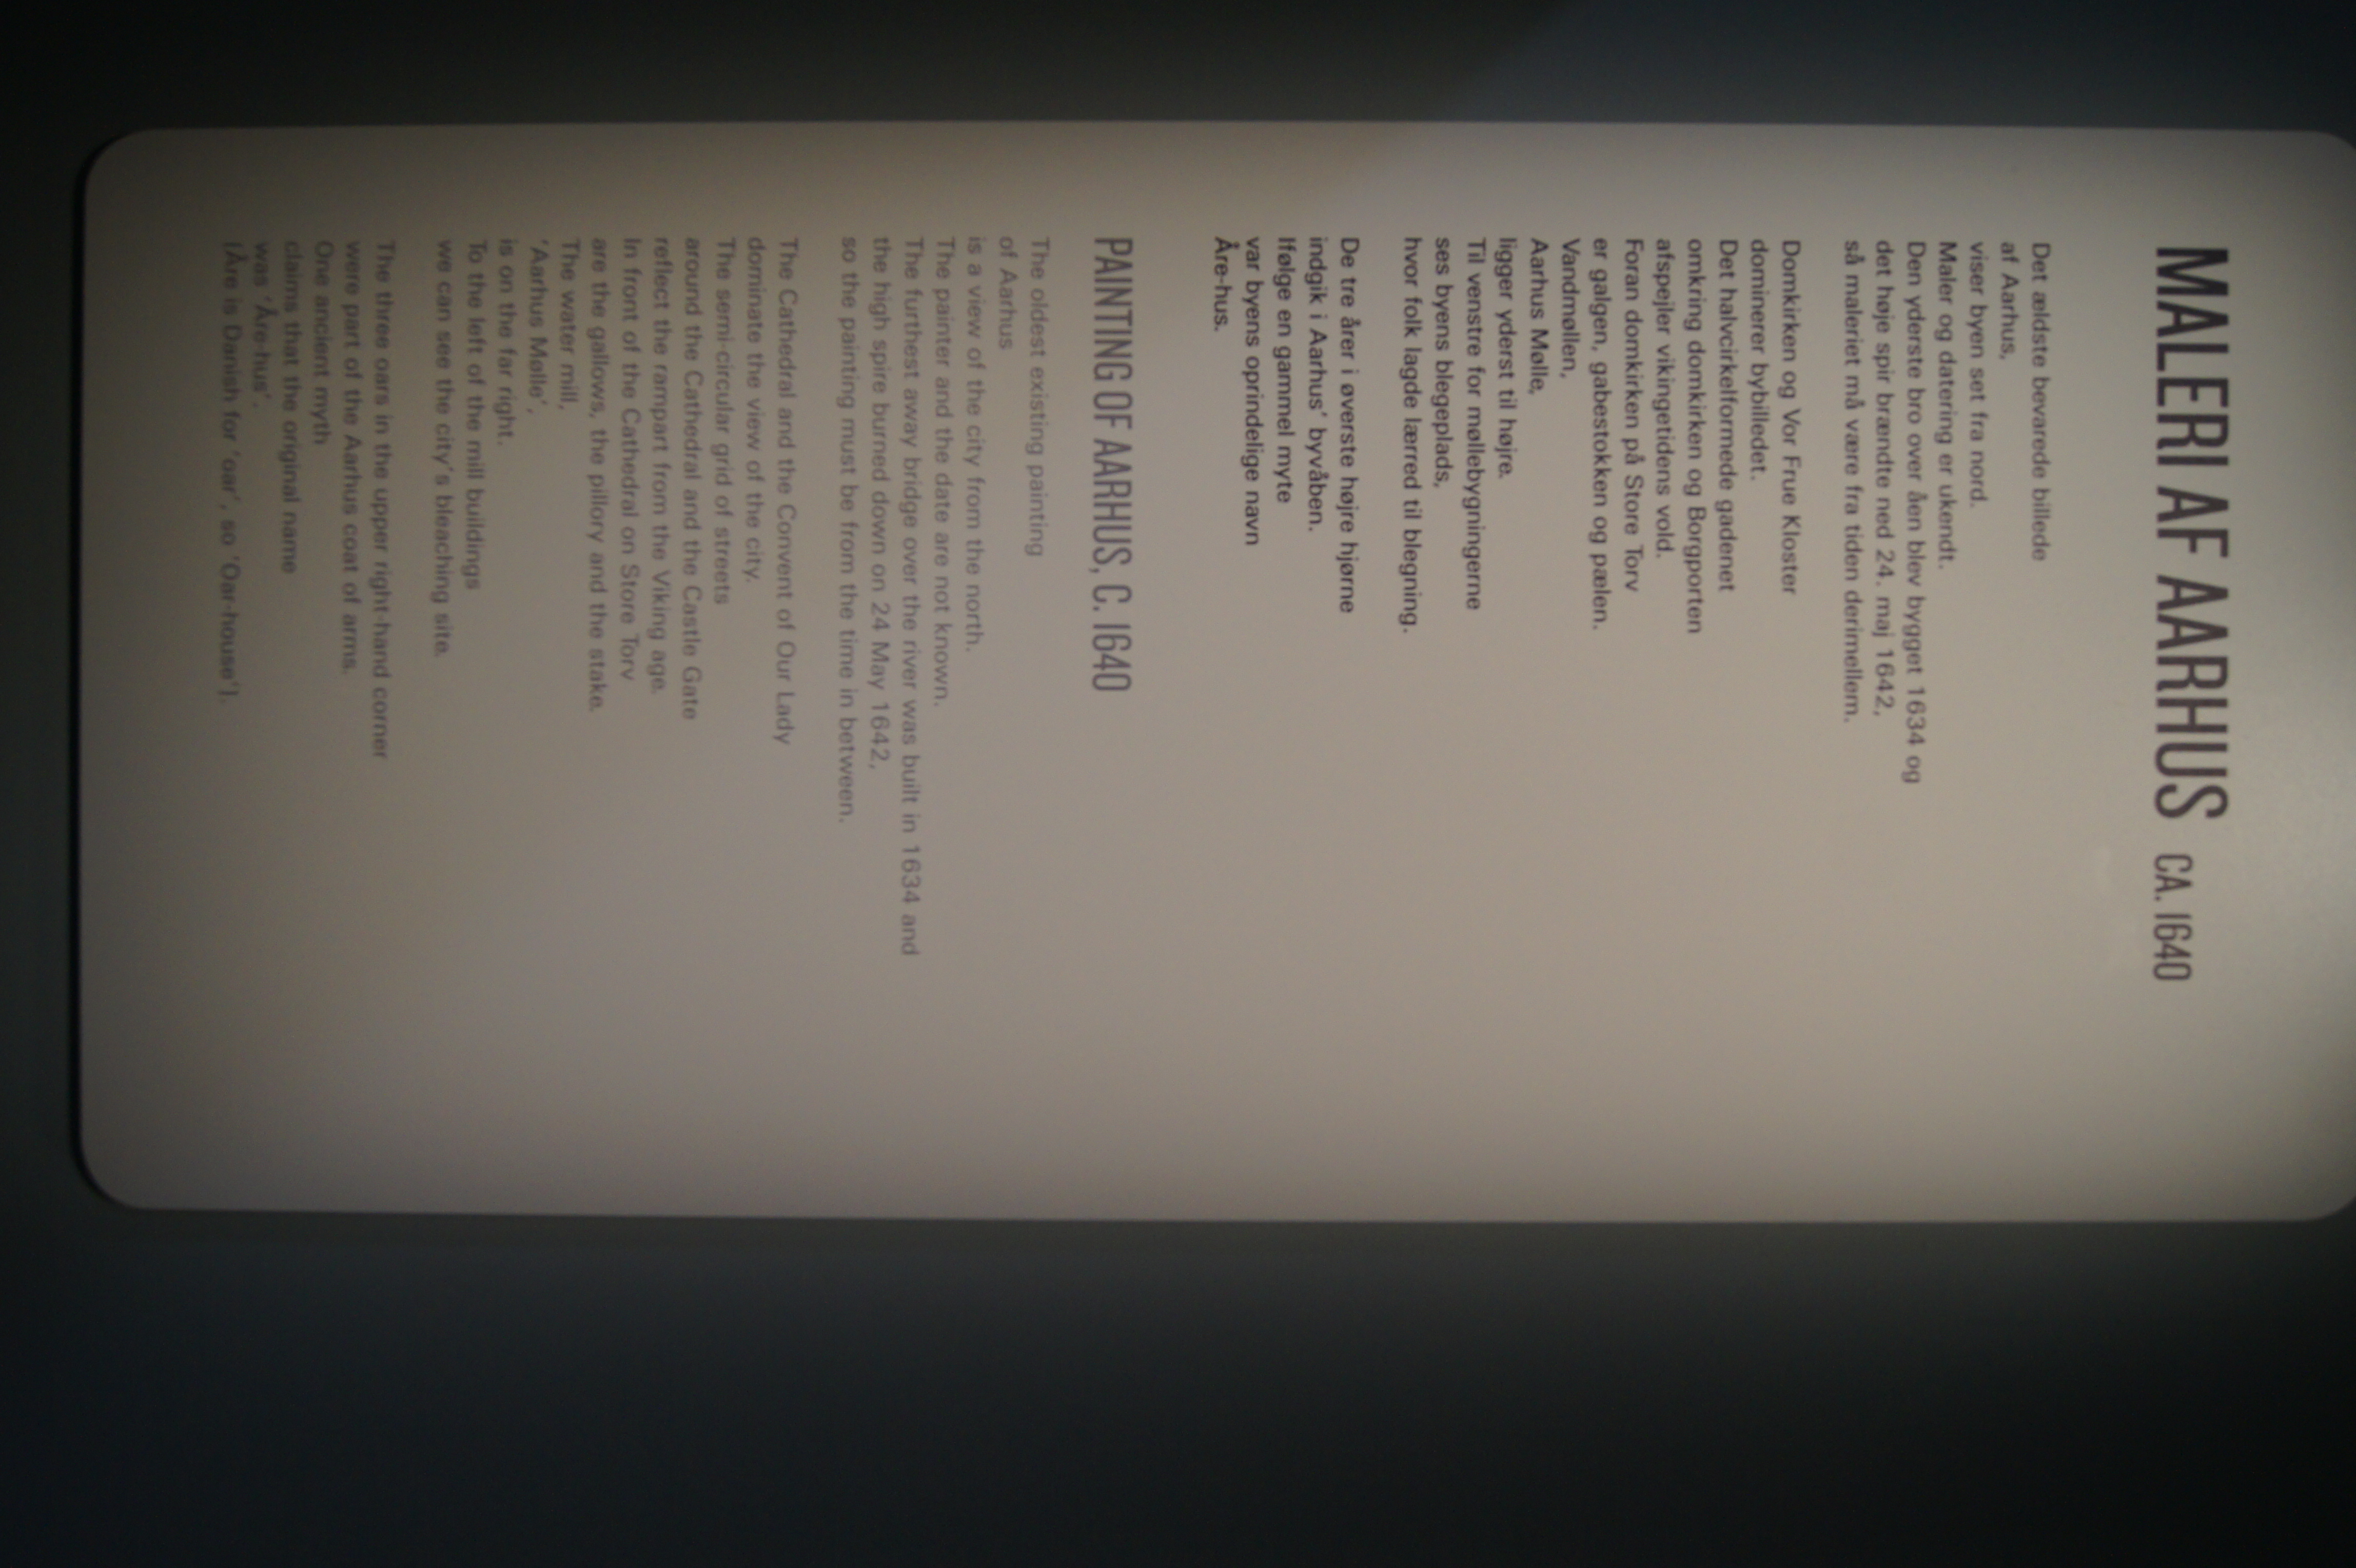 MALERI AF AARHUS CA. 1640
Det ældste bevarede billede
af Aarhus,
viser byen set fra nord.
Maler og datering er ukendt.
Den yderste bro over åen blev bygget 1634 og
det høje spir brændte ned 24. maj 1642,
så maleriet må være fra tiden derimellem.
Domkirken og Vor Frue Kloster
dominerer bybilledet.
Det halvcirkelformede gadenet
omkring domkirken og Borgporten
afspejler vikingetidens vold.
Foran domkirken på Store Torv
er galgen, gabestokken og pælen.
Vandmøllen,
Aarhus Mølle,
ligger yderst til højre.
Til venstre for møllebygningerne
ses byens blegeplads,
hvor folk lagde lærred til blegning.
De tre årer i øverste højre hjørne
indgik i Aarhus' byvåben.
Ifølge en gammel myte
var byens oprindelige navn
Åre-hus.
PAINTING OF AARHUS, C. 1640
The oldest existing painting
of Aarhus
is a view of the city from the north.
The painter and the date are not known.
The furthest away bridge over the river was built in 1634 and
the high spire burned down on 24 May 1642,
so the painting must be from the time in between.
The Cathedral and the Convent of Our Lady
dominate the view of the city.
The semi-circular grid of streets
around the Cathedral and the Castle Gate
reflect the rampart from the Viking age.
In front of the Cathedral on Store Torv
are the gallows, the pillory and the stake.
The water mill,
'Aarhus Mølle',
is on the far right.
To the left of the mill buildings
we can see the city's bleaching site.
The three oars in the upper right-hand corner
were part of the Aarhus coat of arms.
One ancient myth
claims that the original name
was 'Åre-hus'.
(Åre is Danish for 'oar', so 'Oar-house').